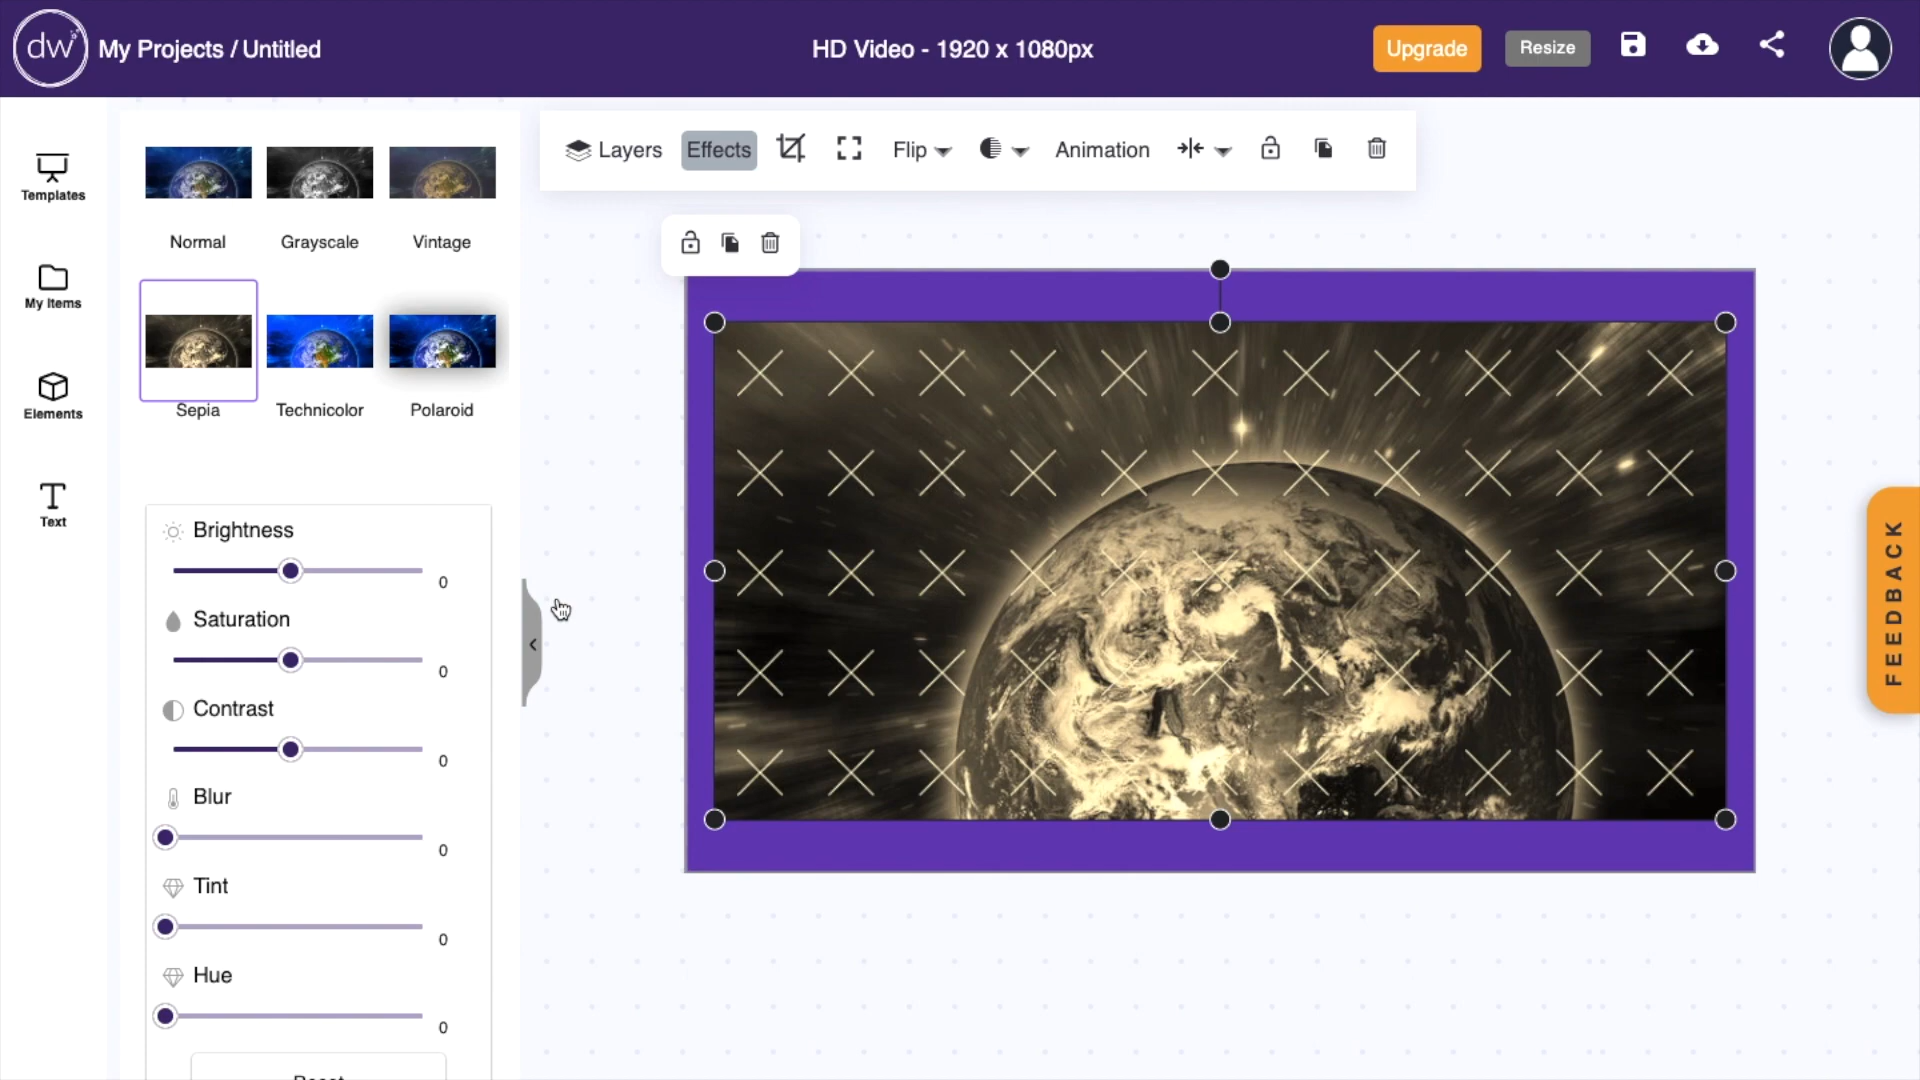 dw My Projects / Untitled HD Video - 1920 x 1080px Upgrade Resize
Layers Effects Flip Animation
Templates
Normal Grayscale Vintage
My Items
Elements
Sepia Technicolor Polaroid
Text
Brightness
0
Saturation
0
Contrast
0
Blur
0
Tint
0
Hue
0
Reset
FEEDBACK